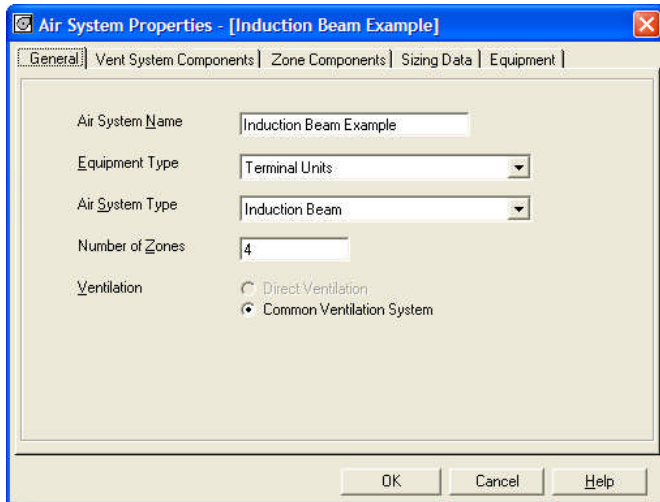 Air System Properties - [Induction Beam Example]
General Vent System Components Zone Components Sizing Data Equipment
Air System Name Induction Beam Example
Equipment Type Terminal Units
Air System Type Induction Beam
Number of Zones 4
Ventilation Direct Ventilation
Common Ventilation System
OK Cancel Help